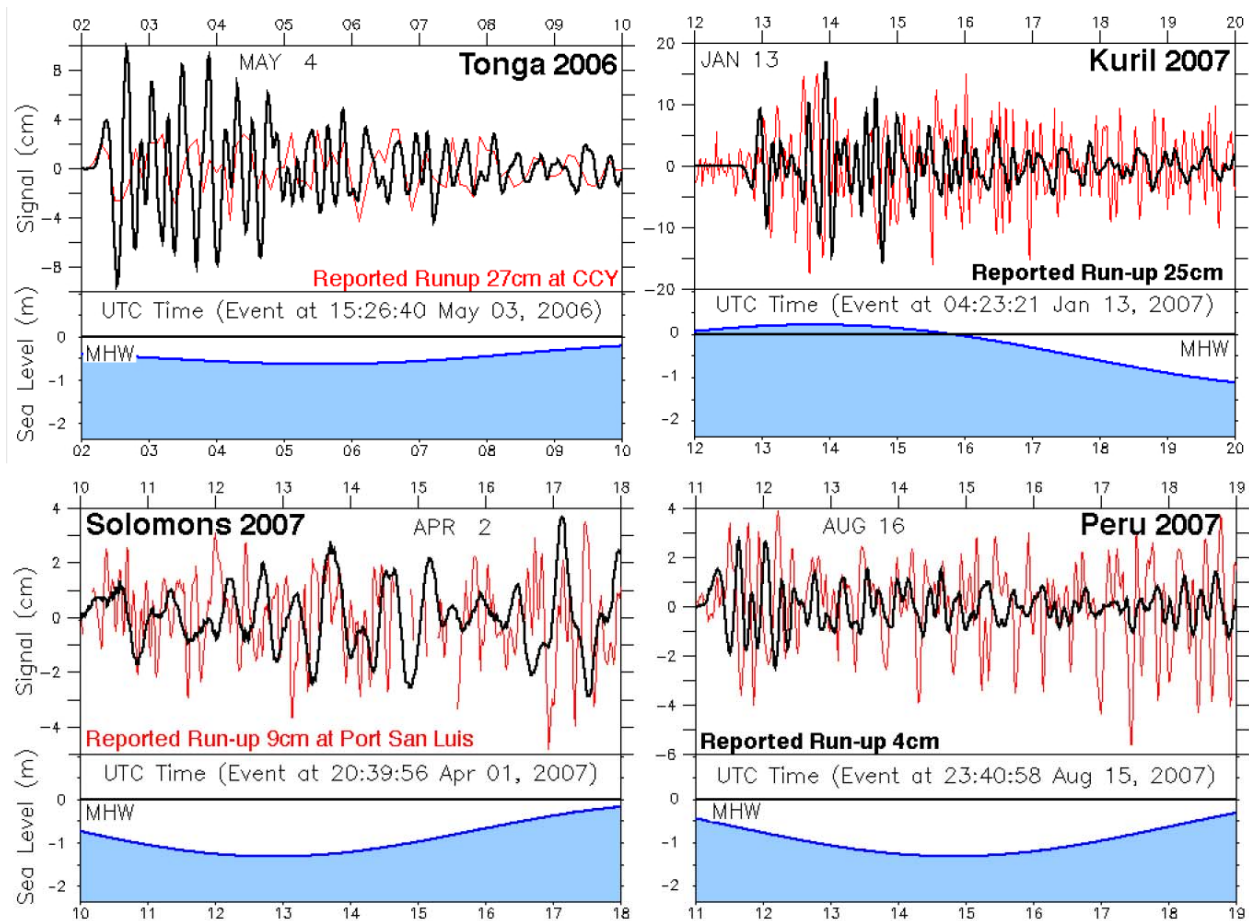 02 03 04 05 06 07 08 09 10
MAY 4
Tonga 2006
8
4
0
-4
-8
Signal (cm)
Reported Runup 27cm at CCY
UTC Time (Event at 15:26:40 May 03, 2006)
0
-1
-2
Sea Level (m)
MHW
02 03 04 05 06 07 08 09 10
12 13 14 15 16 17 18 19 20
JAN 13
Kuril 2007
20
10
0
-10
-20
Reported Run-up 25cm
UTC Time (Event at 04:23:21 Jan 13, 2007)
0
-1
-2
MHW
12 13 14 15 16 17 18 19 20
10 11 12 13 14 15 16 17 18
Solomons 2007
APR 2
4
2
0
-2
-4
Signal (cm)
Reported Run-up 9cm at Port San Luis
UTC Time (Event at 20:39:56 Apr 01, 2007)
0
-1
-2
Sea Level (m)
MHW
10 11 12 13 14 15 16 17 18
11 12 13 14 15 16 17 18 19
AUG 16
Peru 2007
4
2
0
-2
-4
-6
Reported Run-up 4cm
UTC Time (Event at 23:40:58 Aug 15, 2007)
0
-1
-2
MHW
11 12 13 14 15 16 17 18 19